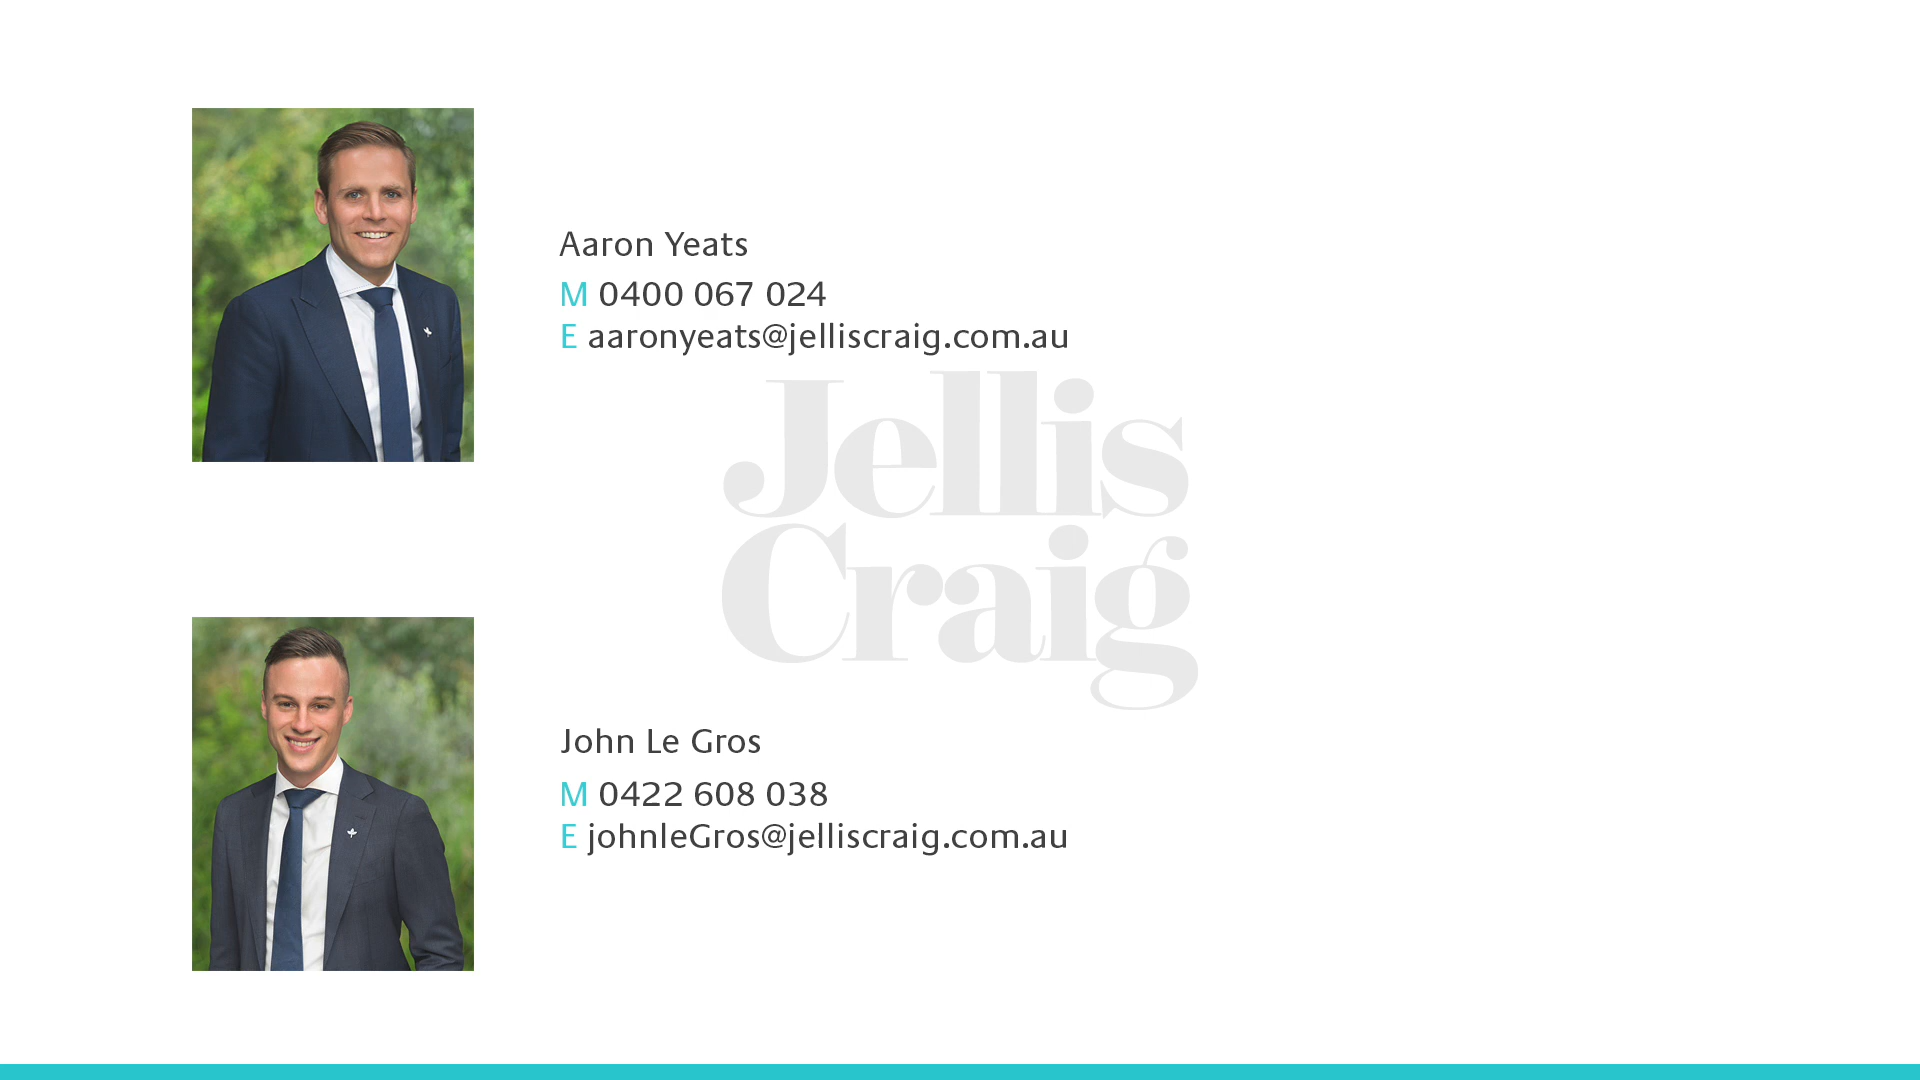 Aaron Yeats
M 0400 067 024
E aaronyeats@jelliscraig.com.au
Jellis
Craig
John Le Gros
M 0422 608 038
E johnleGros@jelliscraig.com.au